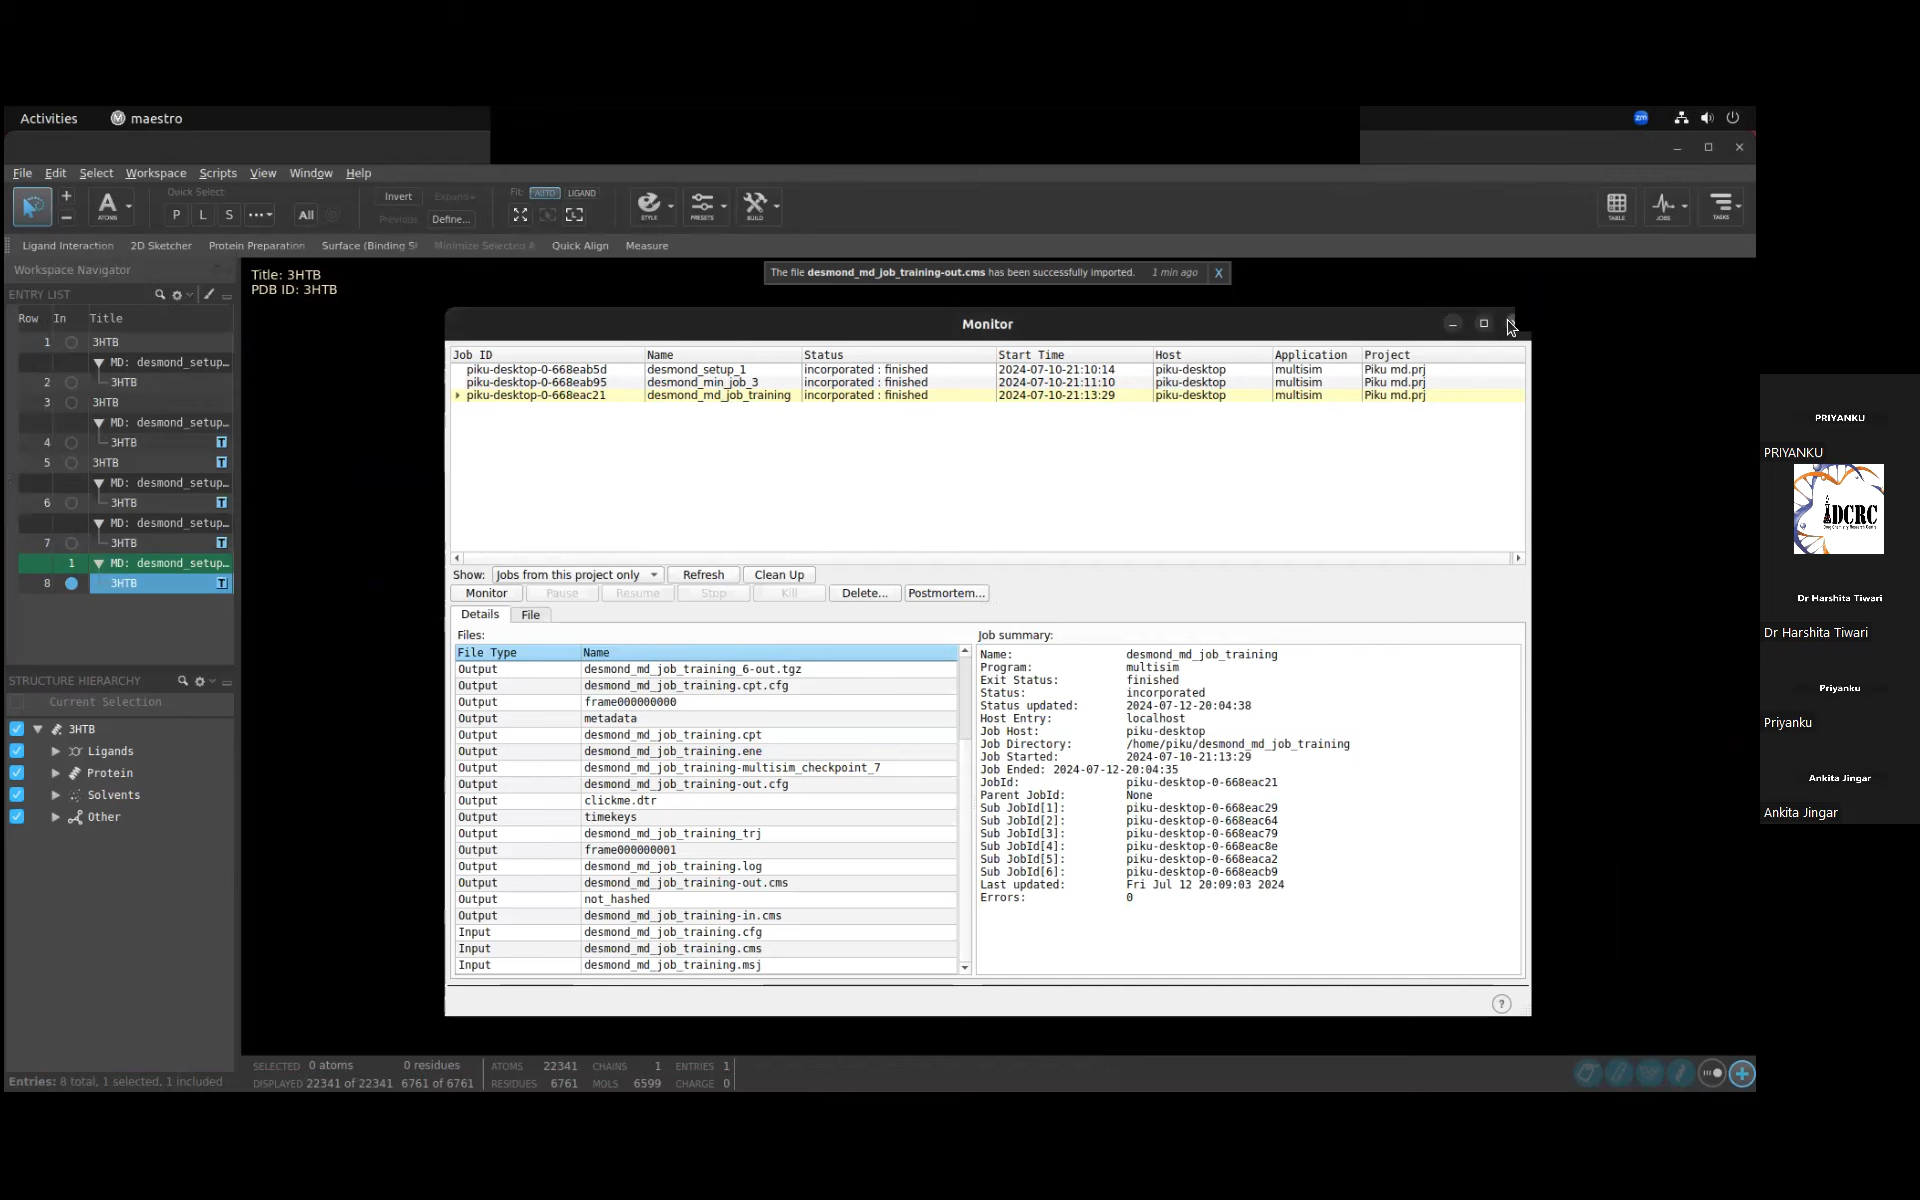 Activities maestro
zm
File Edit Select Workspace Scripts View Window Help
Quick Select: Invert Expand Fit: AUTO LIGAND
ATOMS P L S ... All Previous Define... STYLE PRESETS BUILD TABLE JOBS TASKS
Ligand Interaction 2D Sketcher Protein Preparation Surface (Binding Si Minimize Selected A Quick Align Measure
Workspace Navigator
ENTRY LIST
Row In Title
1 3HTB
MD: desmond_setup…
2 3HTB
3 3HTB
MD: desmond_setup…
4 3HTB T
5 3HTB T
MD: desmond_setup…
6 3HTB T
MD: desmond_setup…
7 3HTB T
1 MD: desmond_setup…
8 3HTB T
STRUCTURE HIERARCHY
Current Selection
3HTB
Ligands
Protein
Solvents
Other
Entries: 8 total, 1 selected, 1 included
Title: 3HTB
PDB ID: 3HTB
The file desmond_md_job_training-out.cms has been successfully imported. 1 min ago X
Monitor
Job ID Name Status Start Time Host Application Project
piku-desktop-0-668eab5d desmond_setup_1 incorporated : finished 2024-07-10-21:10:14 piku-desktop multisim Piku md.prj
piku-desktop-0-668eab95 desmond_min_job_3 incorporated : finished 2024-07-10-21:11:10 piku-desktop multisim Piku md.prj
piku-desktop-0-668eac21 desmond_md_job_training incorporated : finished 2024-07-10-21:13:29 piku-desktop multisim Piku md.prj
Show: Jobs from this project only Refresh Clean Up
Monitor Pause Resume Stop Kill Delete... Postmortem...
Details File
Files:
File Type Name
Output desmond_md_job_training_6-out.tgz
Output desmond_md_job_training.cpt.cfg
Output frame000000000
Output metadata
Output desmond_md_job_training.cpt
Output desmond_md_job_training.ene
Output desmond_md_job_training-multisim_checkpoint_7
Output desmond_md_job_training-out.cfg
Output clickme.dtr
Output timekeys
Output desmond_md_job_training_trj
Output frame000000001
Output desmond_md_job_training.log
Output desmond_md_job_training-out.cms
Output not_hashed
Output desmond_md_job_training-in.cms
Input desmond_md_job_training.cfg
Input desmond_md_job_training.cms
Input desmond_md_job_training.msj
Job summary:
Name: desmond_md_job_training
Program: multisim
Exit Status: finished
Status: incorporated
Status updated: 2024-07-12-20:04:38
Host Entry: localhost
Job Host: piku-desktop
Job Directory: /home/piku/desmond_md_job_training
Job Started: 2024-07-10-21:13:29
Job Ended: 2024-07-12-20:04:35
JobId: piku-desktop-0-668eac21
Parent JobId: None
Sub JobId[1]: piku-desktop-0-668eac29
Sub JobId[2]: piku-desktop-0-668eac64
Sub JobId[3]: piku-desktop-0-668eac79
Sub JobId[4]: piku-desktop-0-668eac8e
Sub JobId[5]: piku-desktop-0-668eaca2
Sub JobId[6]: piku-desktop-0-668eacb9
Last updated: Fri Jul 12 20:09:03 2024
Errors: 0
?
SELECTED 0 atoms 0 residues ATOMS 22341 CHAINS 1 ENTRIES 1
DISPLAYED 22341 of 22341 6761 of 6761 RESIDUES 6761 MOLS 6599 CHARGE 0
PRIYANKU
PRIYANKU
DCRC
Dr Harshita Tiwari
Dr Harshita Tiwari
Priyanku
Priyanku
Ankita Jingar
Ankita Jingar